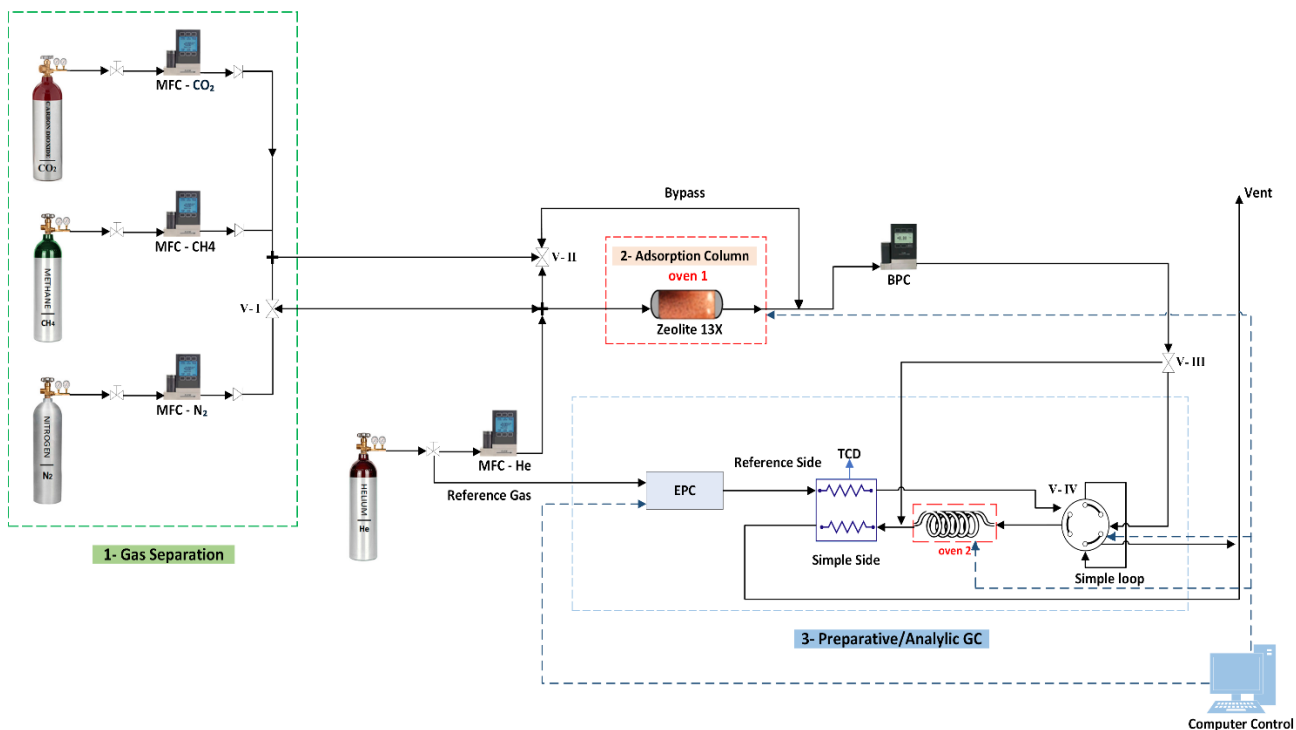 CARBON DIOXIDE
CO₂
MFC - CO₂
METHANE
CH₄
MFC - CH4
V- I
NITROGEN
N₂
MFC - N₂
1- Gas Separation
Bypass
V- II
2- Adsorption Column
oven 1
Zeolite 13X
BPC
Vent
V- III
HELIUM
He
MFC - He
Reference Gas
EPC
Reference Side
TCD
V- IV
oven 2
Simple Side
Simple loop
3- Preparative/Analytic GC
Computer Control